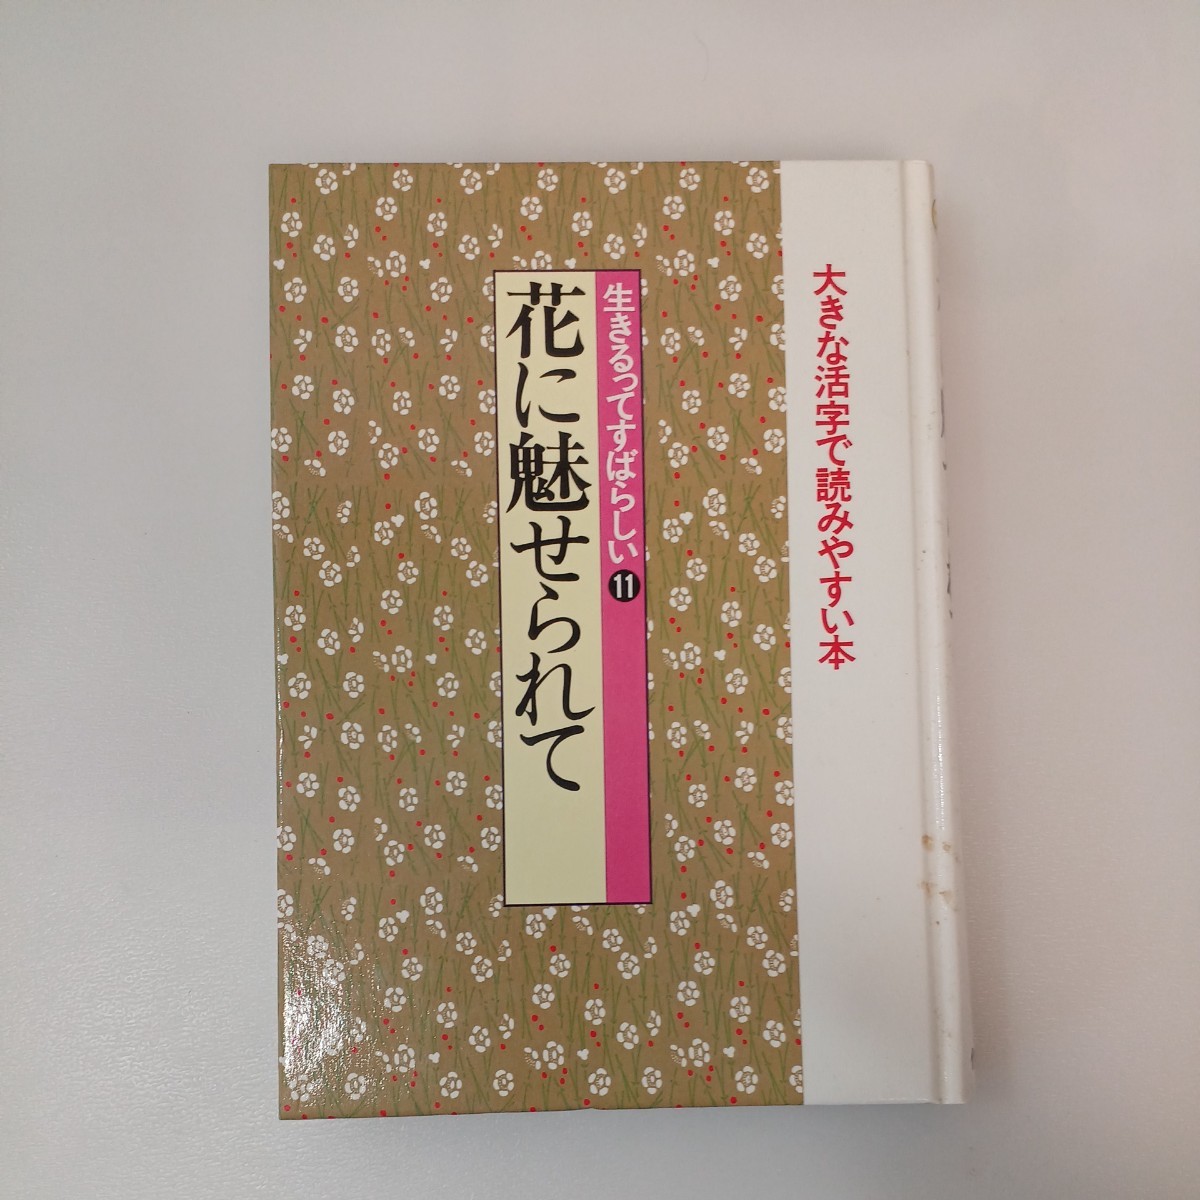 大きな活字で読みやすい本
生きるってすばらしい11
花に魅せられて